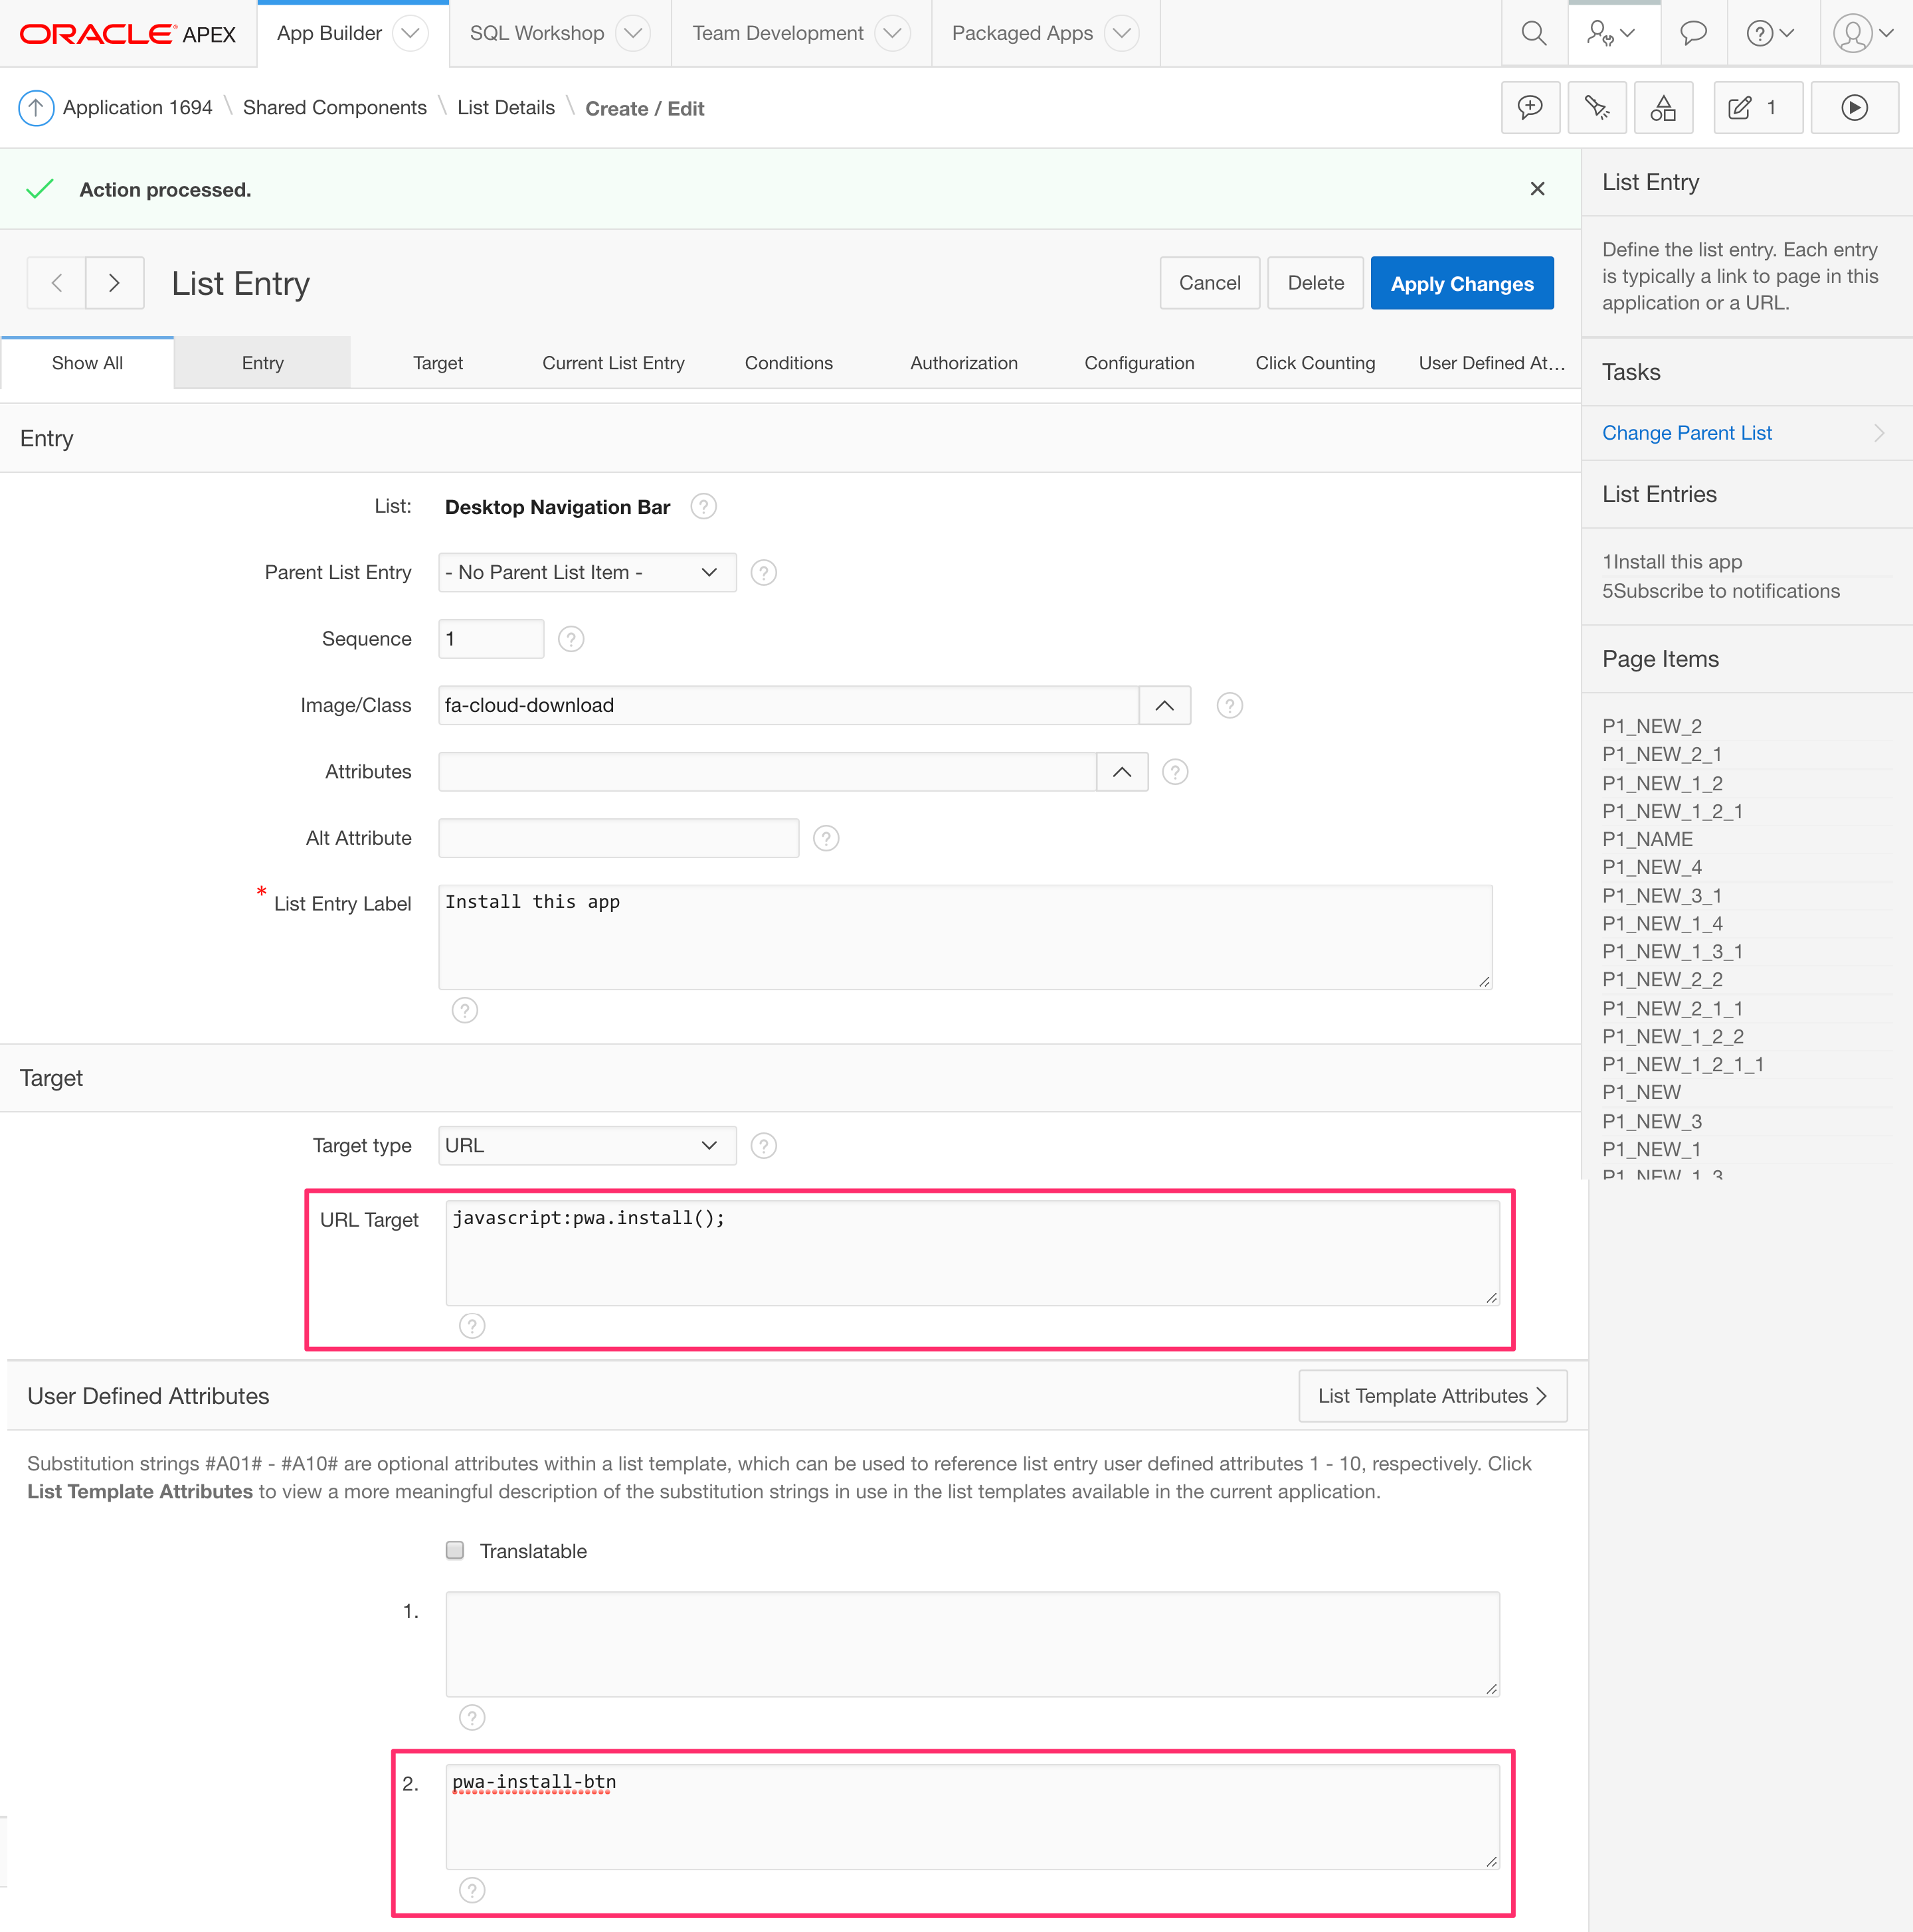 ORACLE APEX
App Builder
SQL Workshop
Team Development
Packaged Apps
Application 1694 \ Shared Components \ List Details \ Create / Edit
1
Action processed.
List Entry
Cancel
Delete
Apply Changes
Show All
Entry
Target
Current List Entry
Conditions
Authorization
Configuration
Click Counting
User Defined At...
Entry
List: Desktop Navigation Bar ?
Parent List Entry - No Parent List Item - ?
Sequence 1 ?
Image/Class fa-cloud-download ?
Attributes ?
Alt Attribute ?
* List Entry Label Install this app
?
Target
Target type URL ?
URL Target javascript:pwa.install();
?
User Defined Attributes
List Template Attributes >
Substitution strings #A01# - #A10# are optional attributes within a list template, which can be used to reference list entry user defined attributes 1 - 10, respectively. Click
List Template Attributes to view a more meaningful description of the substitution strings in use in the list templates available in the current application.
Translatable
1.
?
2. pwa-install-btn
?
List Entry
Define the list entry. Each entry
is typically a link to page in this
application or a URL.
Tasks
Change Parent List
List Entries
1Install this app
5Subscribe to notifications
Page Items
P1_NEW_2
P1_NEW_2_1
P1_NEW_1_2
P1_NEW_1_2_1
P1_NAME
P1_NEW_4
P1_NEW_3_1
P1_NEW_1_4
P1_NEW_1_3_1
P1_NEW_2_2
P1_NEW_2_1_1
P1_NEW_1_2_2
P1_NEW_1_2_1_1
P1_NEW
P1_NEW_3
P1_NEW_1
P1_NEW_1_3